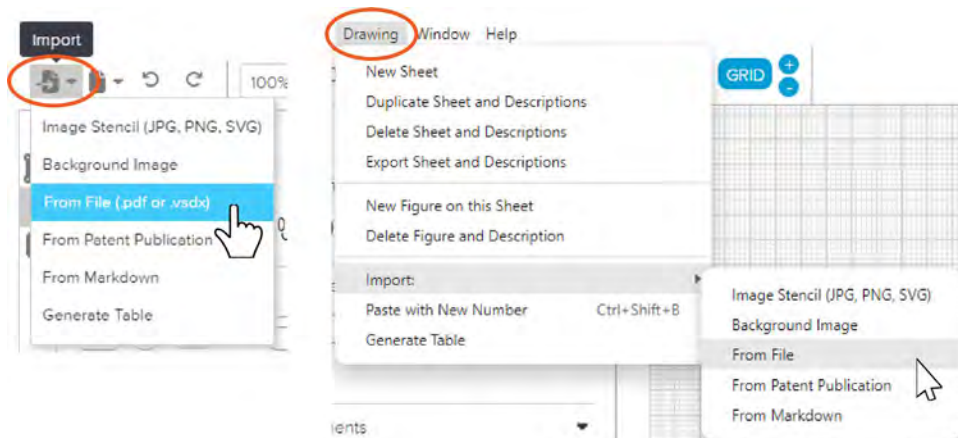 Import
100%
Image Stencil (JPG, PNG, SVG)
Background Image
From File (.pdf or .vsdx)
From Patent Publication
From Markdown
Generate Table
Drawing Window Help
New Sheet
Duplicate Sheet and Descriptions
Delete Sheet and Descriptions
Export Sheet and Descriptions
New Figure on this Sheet
Delete Figure and Description
Import:
Paste with New Number Ctrl+Shift+B
Generate Table
GRID
+
-
Image Stencil (JPG, PNG, SVG)
Background Image
From File
From Patent Publication
From Markdown